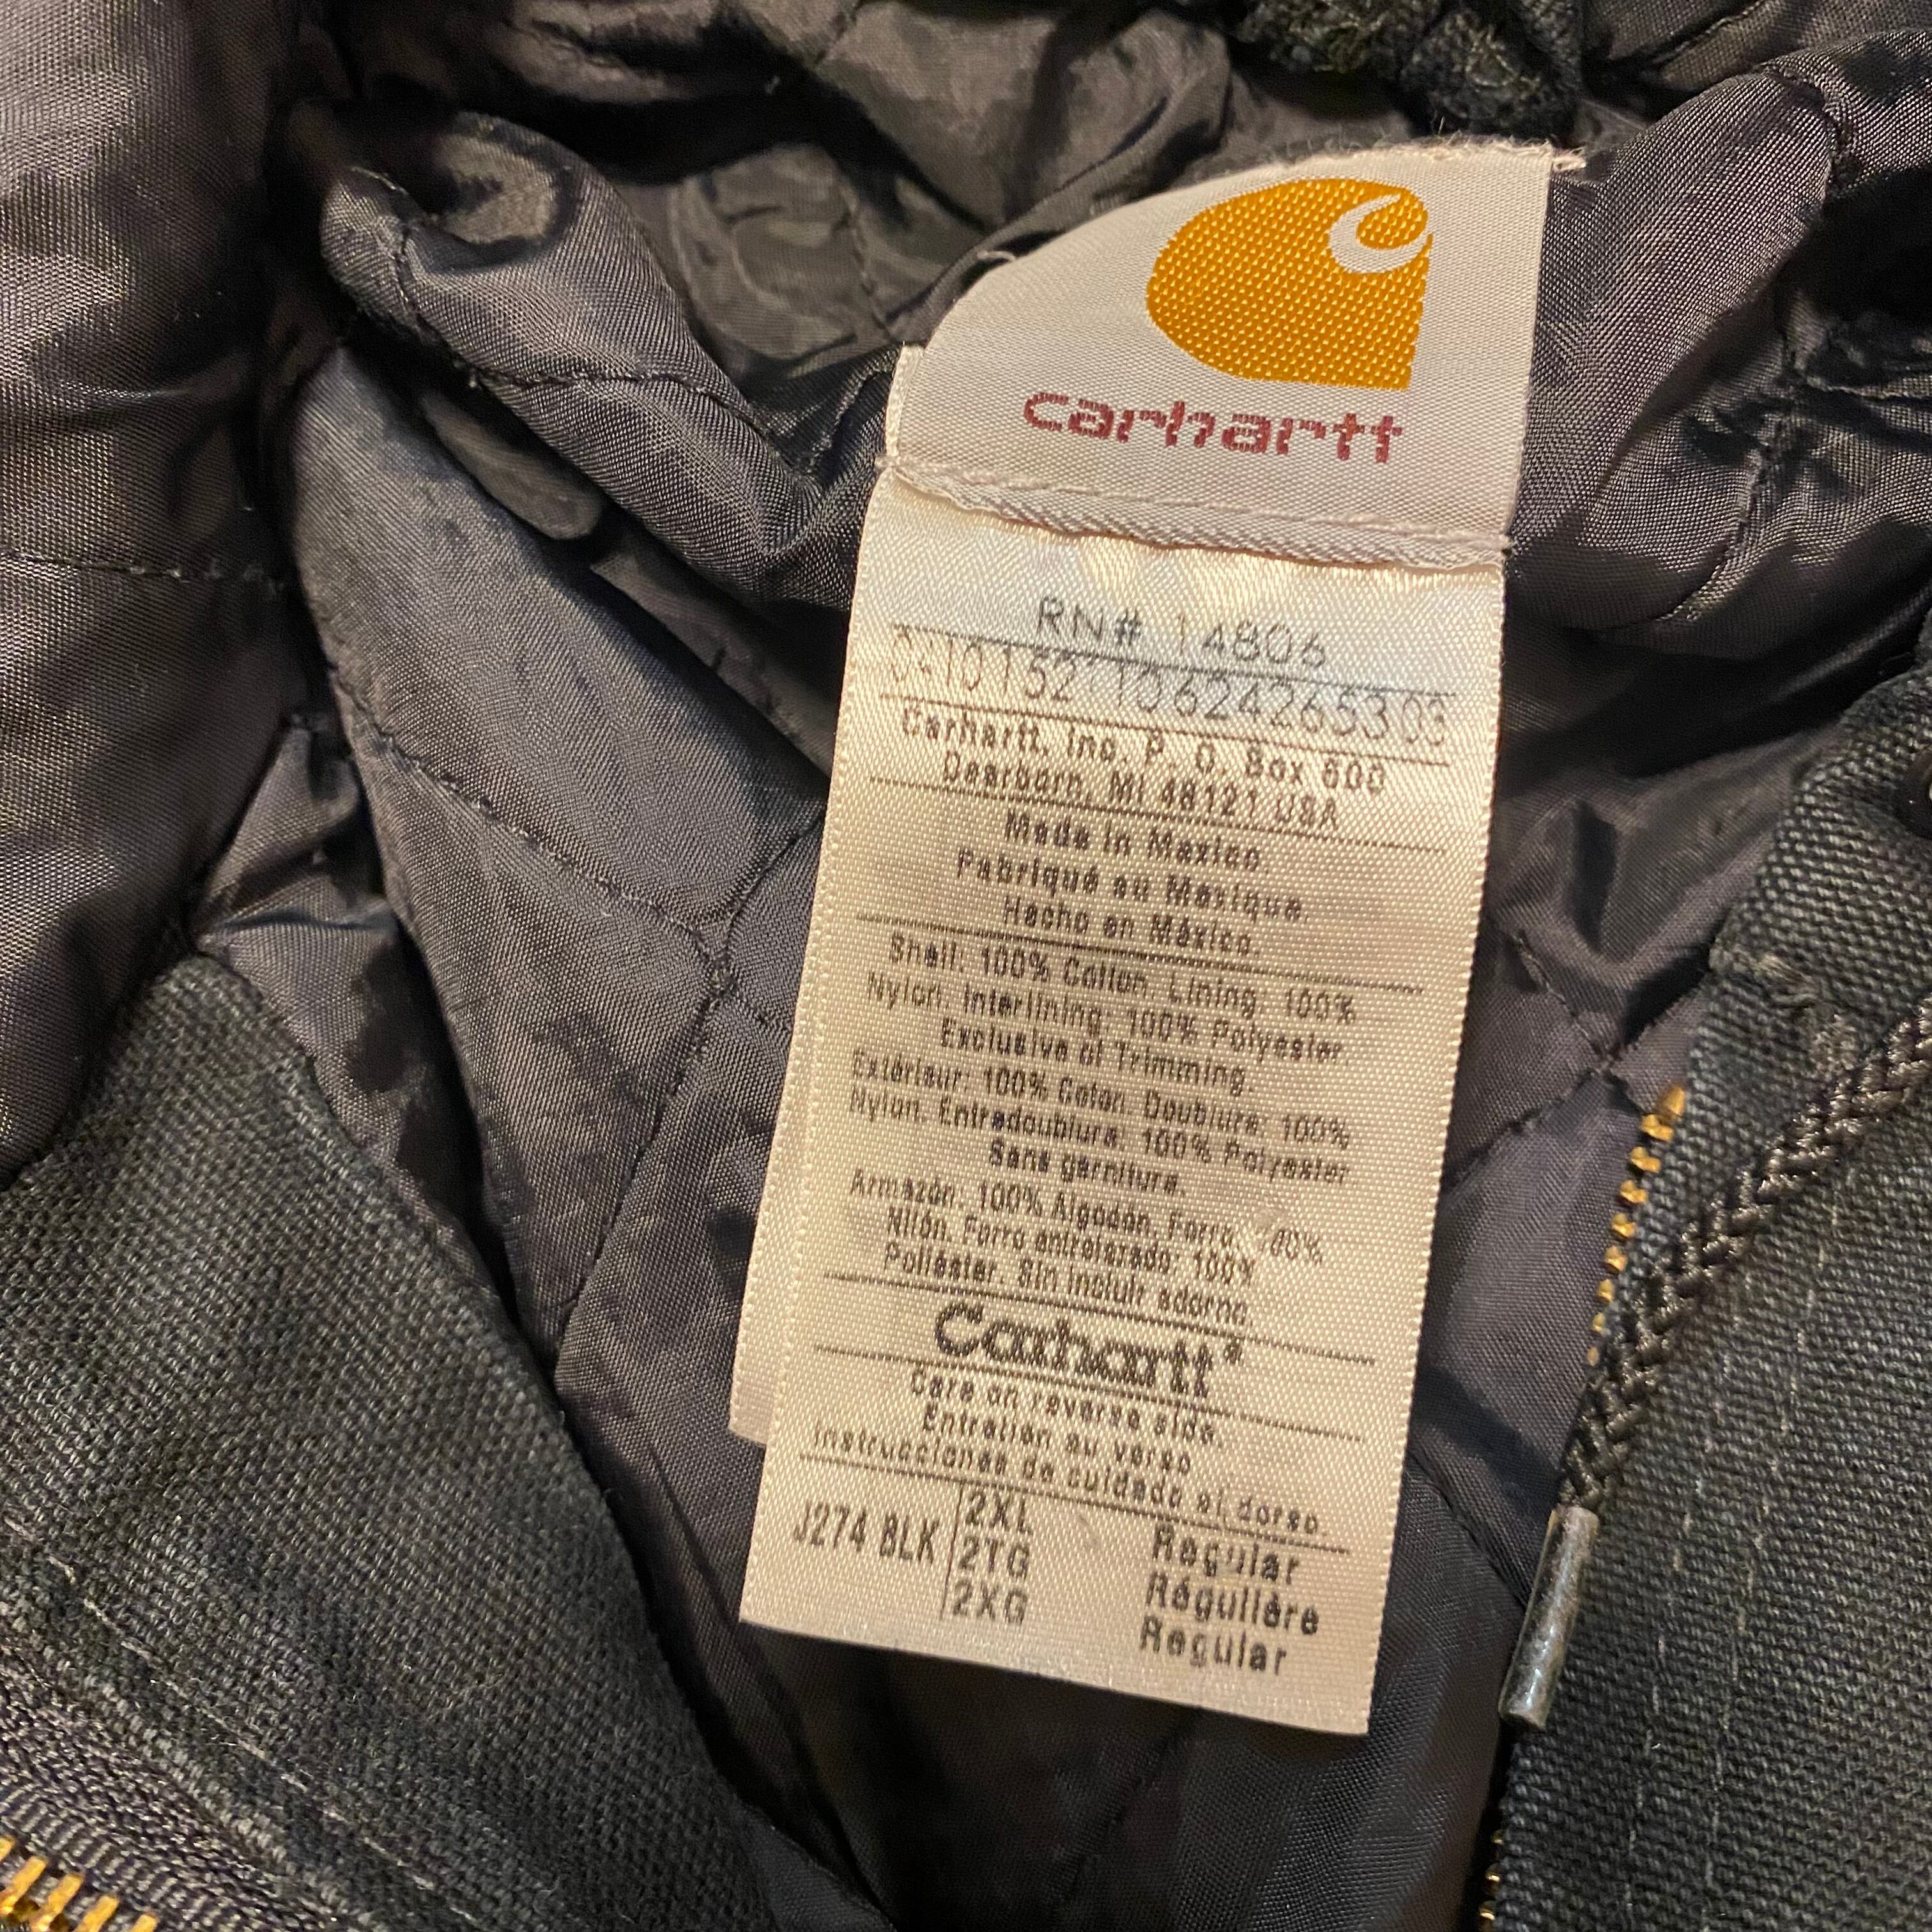 carhartt
RN# 14806
Carhartt, Inc. P. O. Box 600
Dearborn, MI 48121 USA
Made in Mexico.
Fabriqué au Mexique.
Hecho en México.
Shell: 100% Cotton. Lining: 100%
Nylon. Interlining: 100% Polyester
Exclusive of Trimming.
Extérieur: 100% Coton. Doublure: 100%
Nylon. Entredoublure: 100% Polyester
Sans garniture.
Armazón: 100% Algodón. Forro
Nilón. Forro entretelado: 100%
Poliéster. Sin incluir adorno
Carhartt®
Care on reverse side.
Entretien au verso
Instrucciones de cuidado al dorso
J274 BLK 2XL Regular
2TG Régulière
2XG Regular